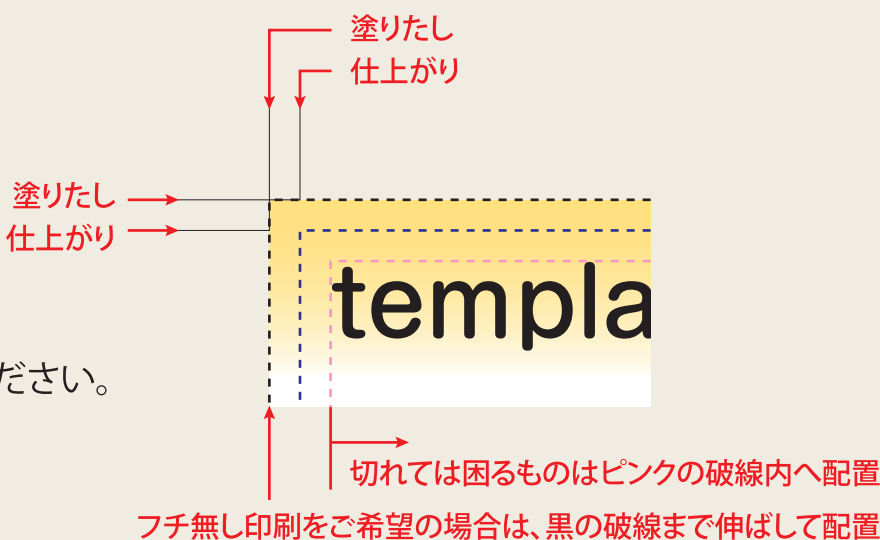 塗りたし
仕上がり
塗りたし
仕上がり
templa
ださい。
切れては困るものはピンクの破線内へ配置
フチ無し印刷をご希望の場合は、黒の破線まで伸ばして配置